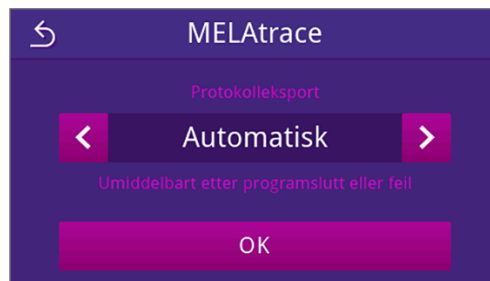 MELAtrace
Protokolleksport
Automatisk
Umiddelbart etter programslutt eller feil
OK